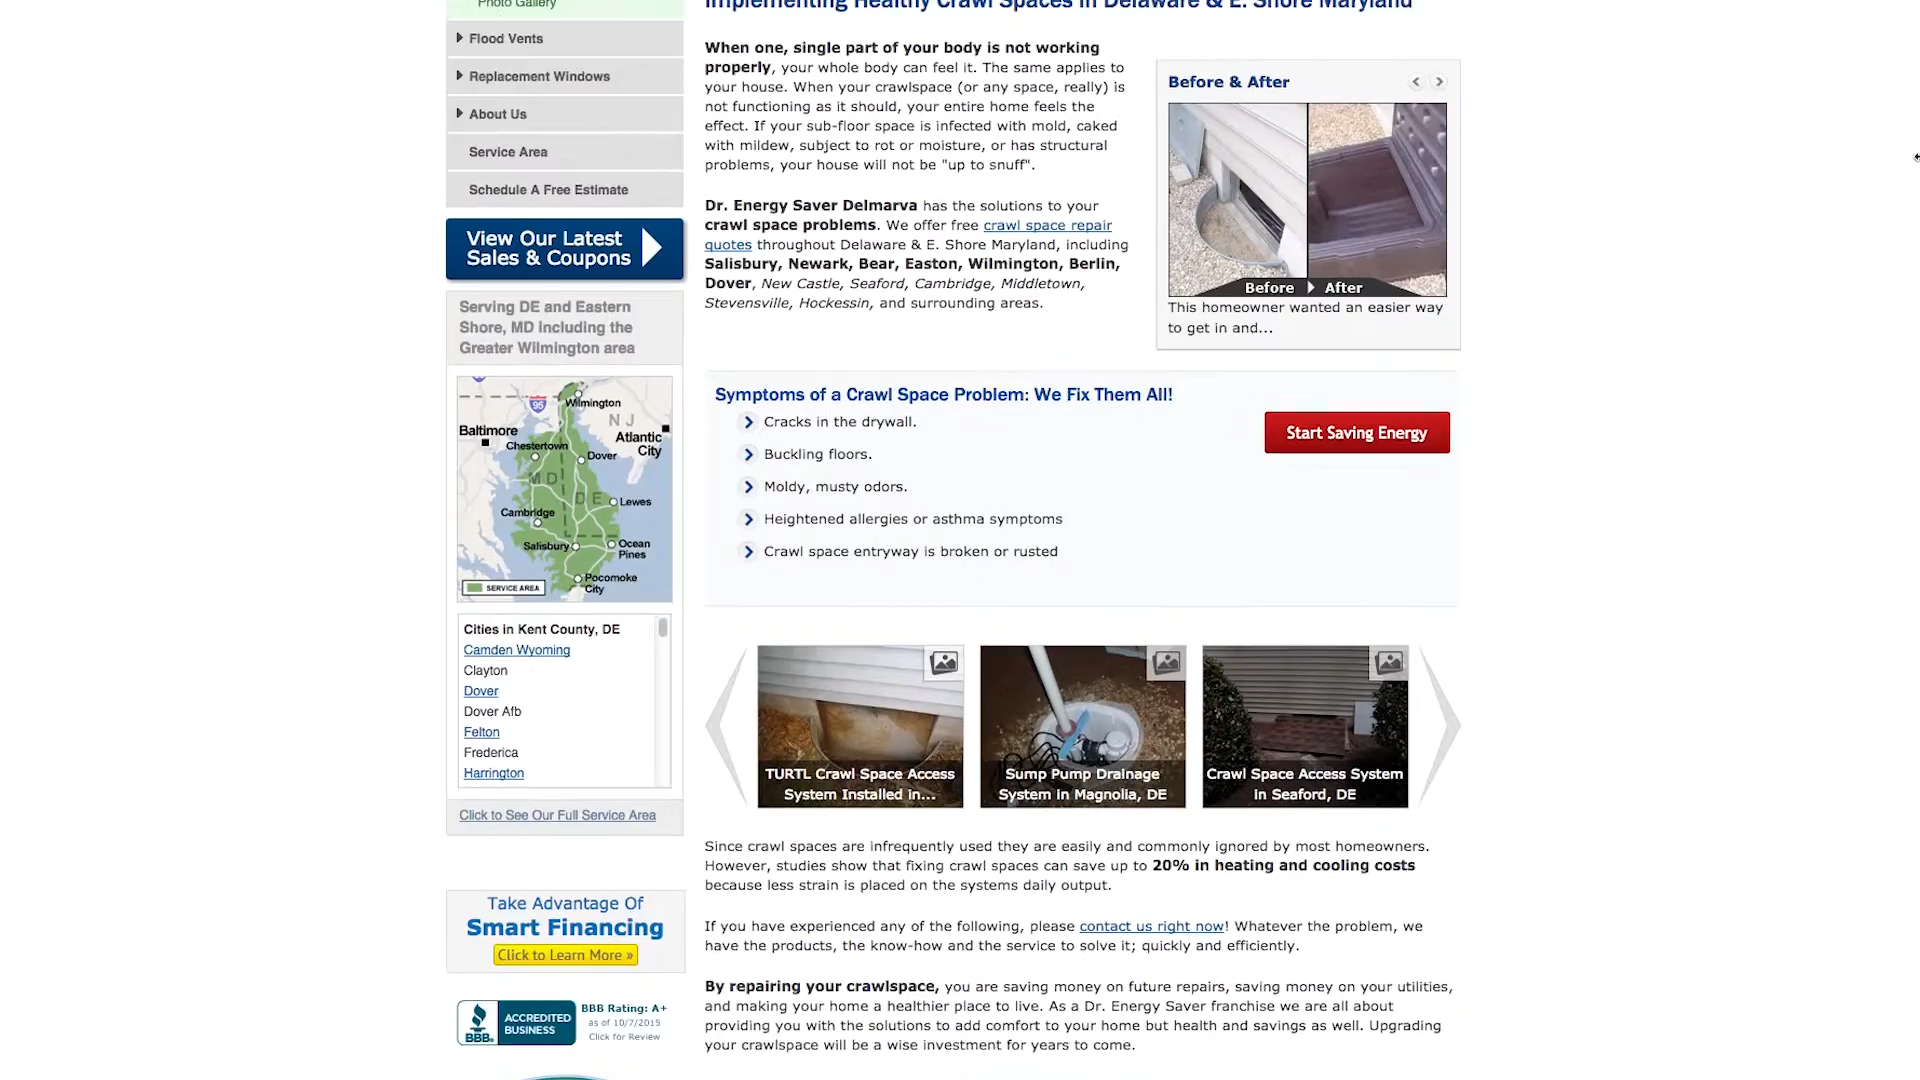 Photo Gallery
Flood Vents
Replacement Windows
About Us
Service Area
Schedule A Free Estimate
View Our Latest
Sales & Coupons
Serving DE and Eastern
Shore, MD including the
Greater Wilmington area
95
Wilmington
NJ
Baltimore
Atlantic
City
Chestertown
Dover
MD
DE
Lewes
Cambridge
Salisbury
Ocean
Pines
Pocomoke
City
SERVICE AREA
Cities in Kent County, DE
Camden Wyoming
Clayton
Dover
Dover Afb
Felton
Frederica
Harrington
Click to See Our Full Service Area
Take Advantage Of
Smart Financing
Click to Learn More »
BBB.
ACCREDITED
BUSINESS
BBB Rating: A+
as of 10/7/2015
Click for Review
Implementing Healthy Crawl Spaces in Delaware & E. Shore Maryland
When one, single part of your body is not working
properly, your whole body can feel it. The same applies to
your house. When your crawlspace (or any space, really) is
not functioning as it should, your entire home feels the
effect. If your sub-floor space is infected with mold, caked
with mildew, subject to rot or moisture, or has structural
problems, your house will not be "up to snuff".
Dr. Energy Saver Delmarva has the solutions to your
crawl space problems. We offer free crawl space repair
quotes throughout Delaware & E. Shore Maryland, including
Salisbury, Newark, Bear, Easton, Wilmington, Berlin,
Dover, New Castle, Seaford, Cambridge, Middletown,
Stevensville, Hockessin, and surrounding areas.
Before & After
Before After
This homeowner wanted an easier way
to get in and...
Symptoms of a Crawl Space Problem: We Fix Them All!
Cracks in the drywall.
Buckling floors.
Moldy, musty odors.
Heightened allergies or asthma symptoms
Crawl space entryway is broken or rusted
Start Saving Energy
TURTL Crawl Space Access
System Installed in...
Sump Pump Drainage
System in Magnolia, DE
Crawl Space Access System
in Seaford, DE
Since crawl spaces are infrequently used they are easily and commonly ignored by most homeowners.
However, studies show that fixing crawl spaces can save up to 20% in heating and cooling costs
because less strain is placed on the systems daily output.
If you have experienced any of the following, please contact us right now! Whatever the problem, we
have the products, the know-how and the service to solve it; quickly and efficiently.
By repairing your crawlspace, you are saving money on future repairs, saving money on your utilities,
and making your home a healthier place to live. As a Dr. Energy Saver franchise we are all about
providing you with the solutions to add comfort to your home but health and savings as well. Upgrading
your crawlspace will be a wise investment for years to come.